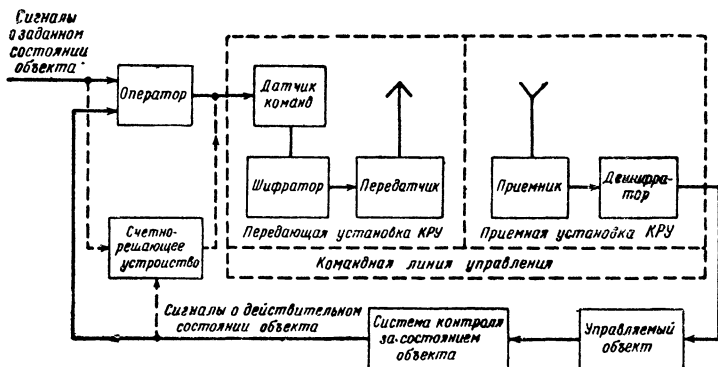 Сигналы
о заданном
состоянии
объекта
Оператор
Датчик
команд
Шифратор
Передатчик
Приемник
Дешифра-
тор
Передающая установка КРУ
Приемная установка КРУ
Командная линия управления
Счетно-
решающее
устройство
Сигналы о действительном
состоянии объекта
Система контроля
за состоянием
объекта
Управляемый
объект